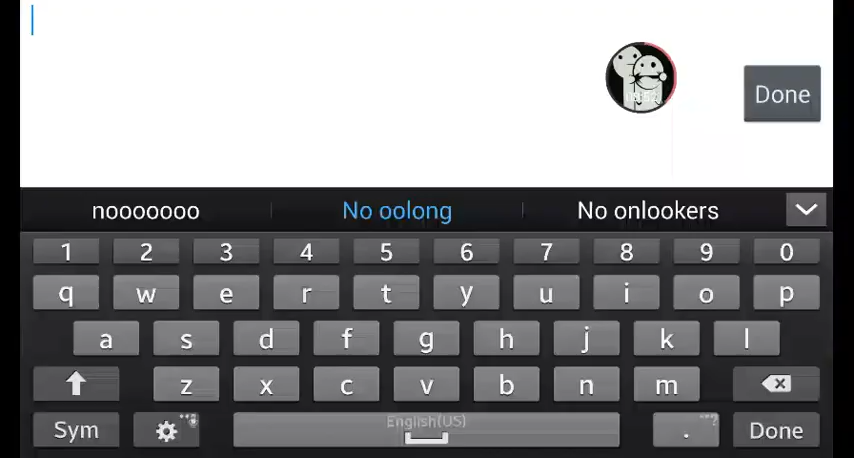 Done
nooooooo No oolong No onlookers
1 2 3 4 5 6 7 8 9 0
q w e r t y u i o p
a s d f g h j k l
z x c v b n m
Sym English(US) . Done